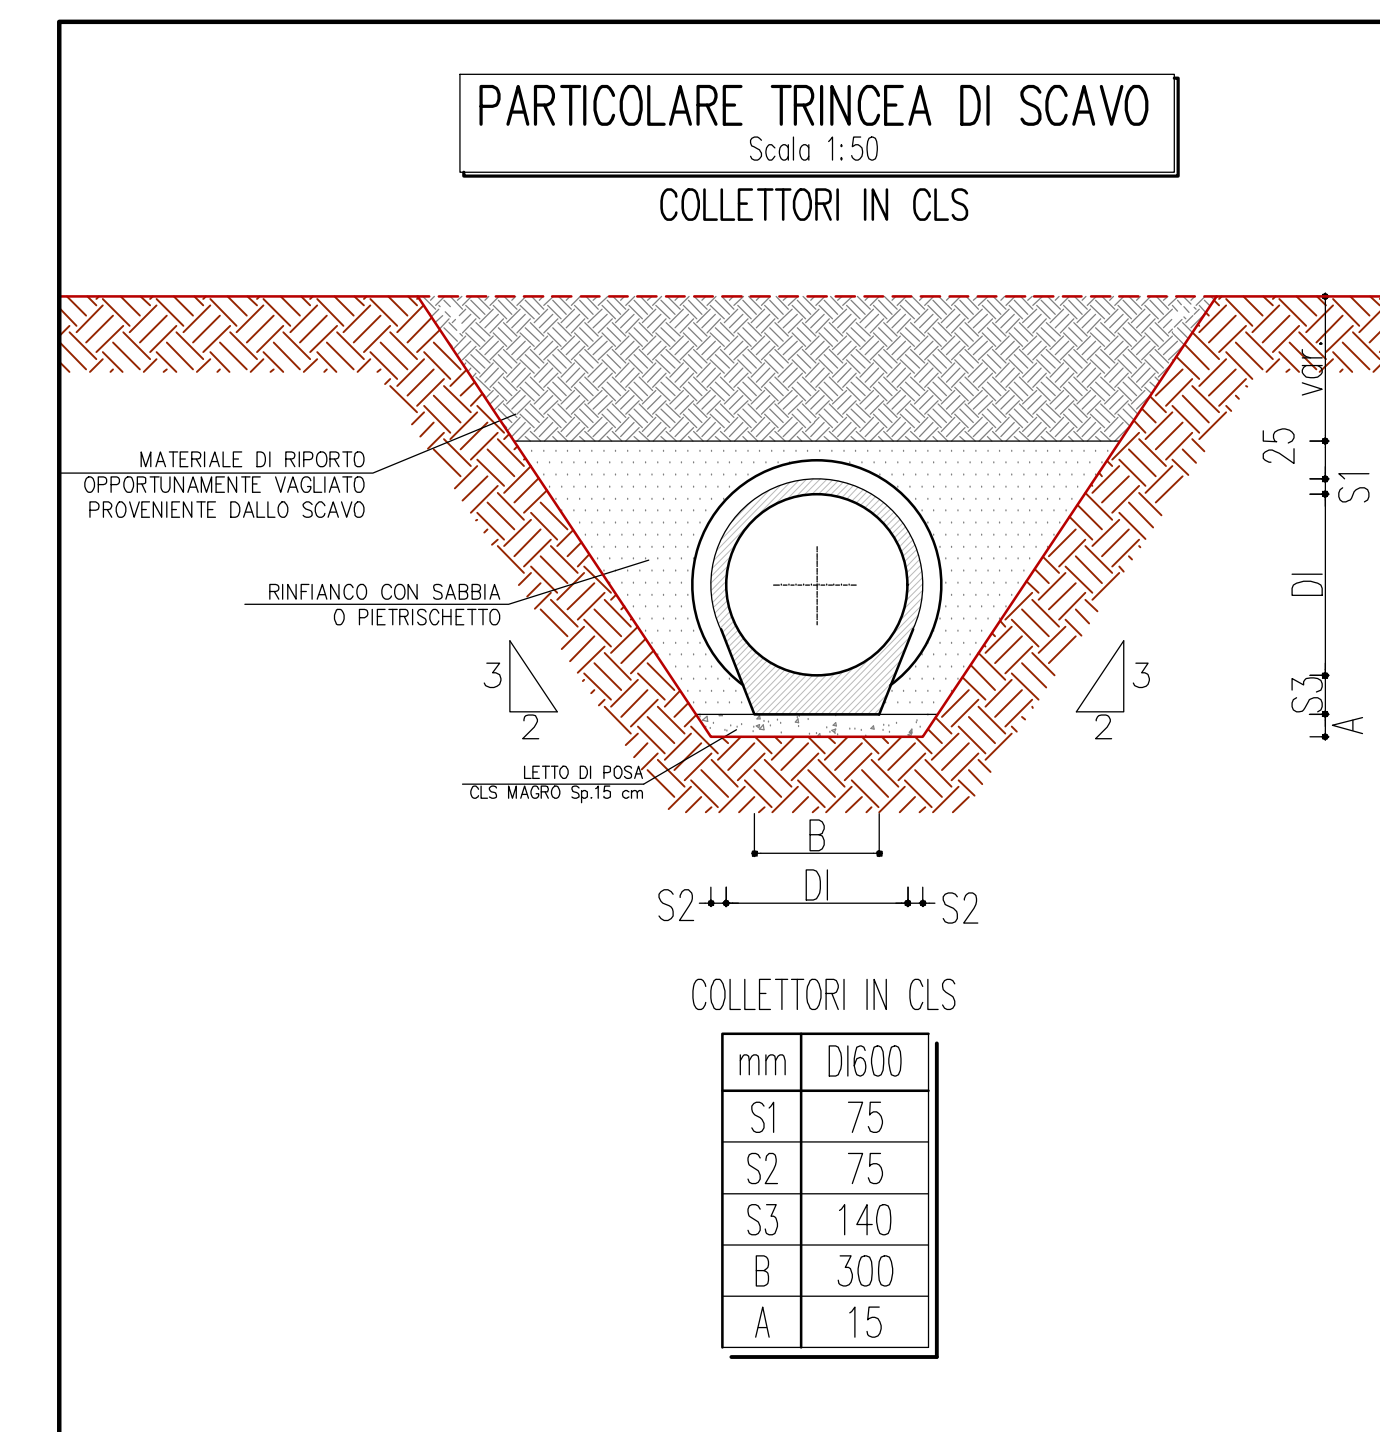 PARTICOLARE TRINCEA DI SCAVO
Scala 1:50
COLLETTORI IN CLS
var.
25
S1
DI
S3
A
MATERIALE DI RIPORTO
OPPORTUNAMENTE VAGLIATO
PROVENIENTE DALLO SCAVO
RINFIANCO CON SABBIA
O PIETRISCHETTO
3
2
3
2
LETTO DI POSA
CLS MAGRO Sp.15 cm
B
DI
S2
S2
COLLETTORI IN CLS
mm DI600
S1 75
S2 75
S3 140
B 300
A 15